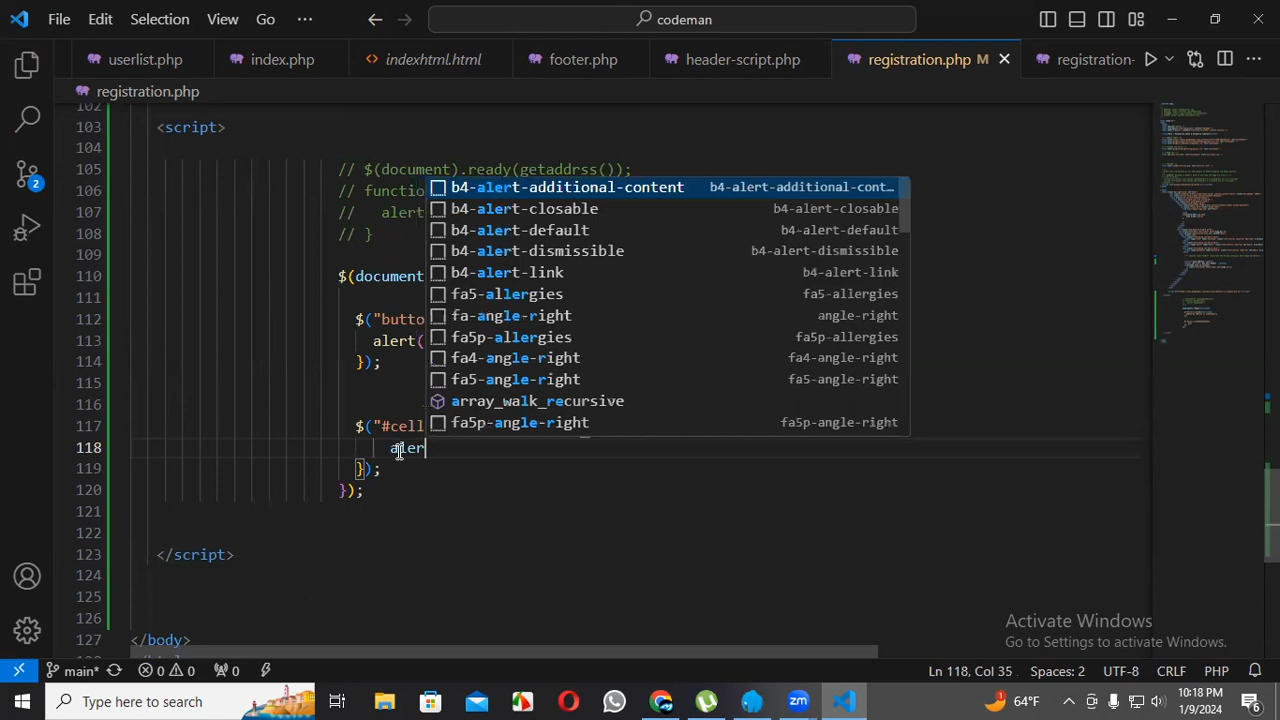 File Edit Selection View Go ··· codeman
userlist.php index.php indexhtml.html footer.php header-script.php registration.php M registration-
registration.php
102
103 <script>
104
105 // $(document).ready(getaddrss());
106 // function
107 // alert
108 // }
109
110 $(document
111
112 $("butto
113 alert(
114 });
115
116
117 $("#cell
118 aler
119 });
120 });
121
122
123 </script>
124
125
126
127 </body>
b4-alert-additional-content b4-alert-additional-cont…
b4-alert-closable b4-alert-closable
b4-alert-default b4-alert-default
b4-alert-dismissible b4-alert-dismissible
b4-alert-link b4-alert-link
fa5-allergies fa5-allergies
fa-angle-right angle-right
fa5p-allergies fa5p-allergies
fa4-angle-right fa4-angle-right
fa5-angle-right fa5-angle-right
array_walk_recursive
fa5p-angle-right fa5p-angle-right
2
Activate Windows
Go to Settings to activate Windows.
main* 0 0 0 Ln 118, Col 35 Spaces: 2 UTF-8 CRLF PHP
Type here to search 64°F 10:18 PM
1/9/2024 6